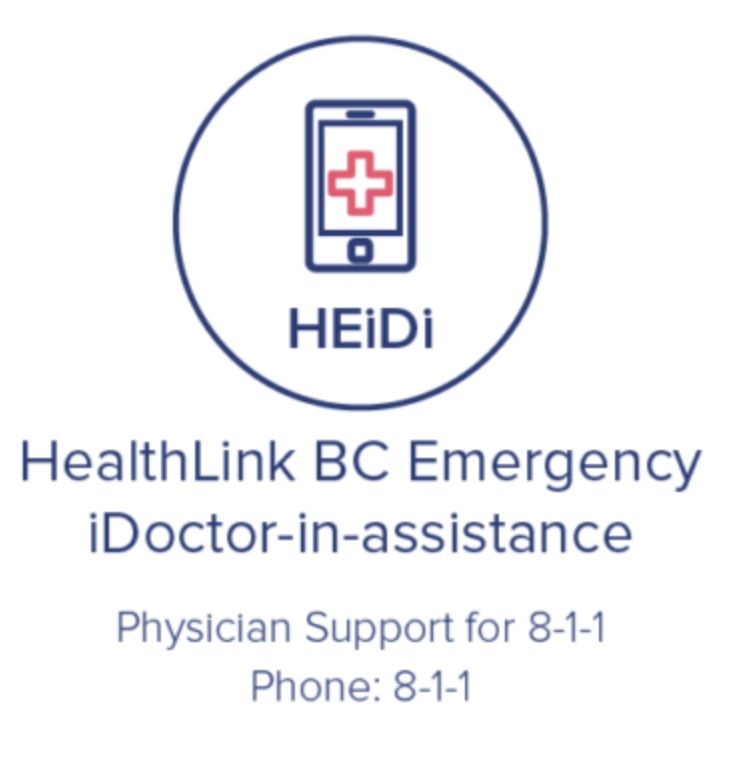 HEiDi
HealthLink BC Emergency
iDoctor-in-assistance
Physician Support for 8-1-1
Phone: 8-1-1